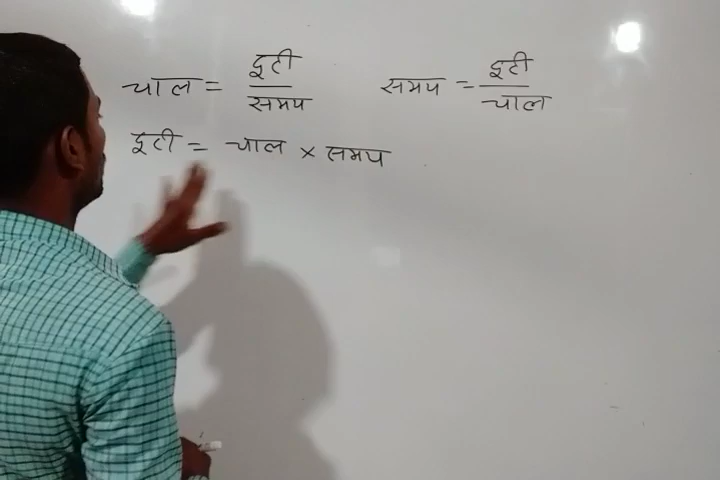 चाल = दूरी / समय समय = दूरी / चाल
दूरी = चाल × समय